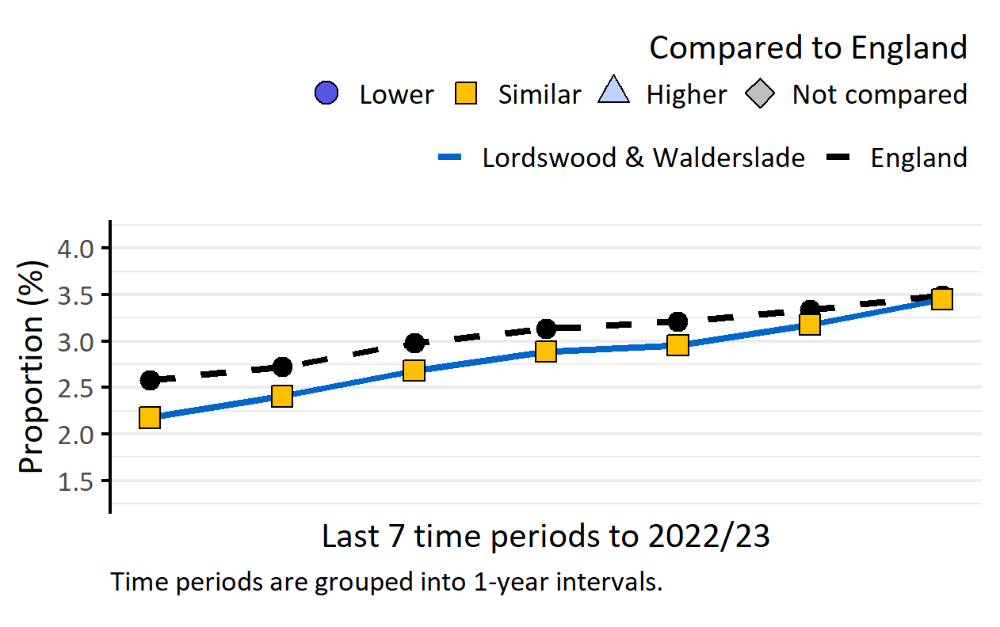 Compared to England
Lower Similar Higher Not compared
Lordswood & Walderslade England
Proportion (%)
4.0
3.5
3.0
2.5
2.0
1.5
Last 7 time periods to 2022/23
Time periods are grouped into 1-year intervals.